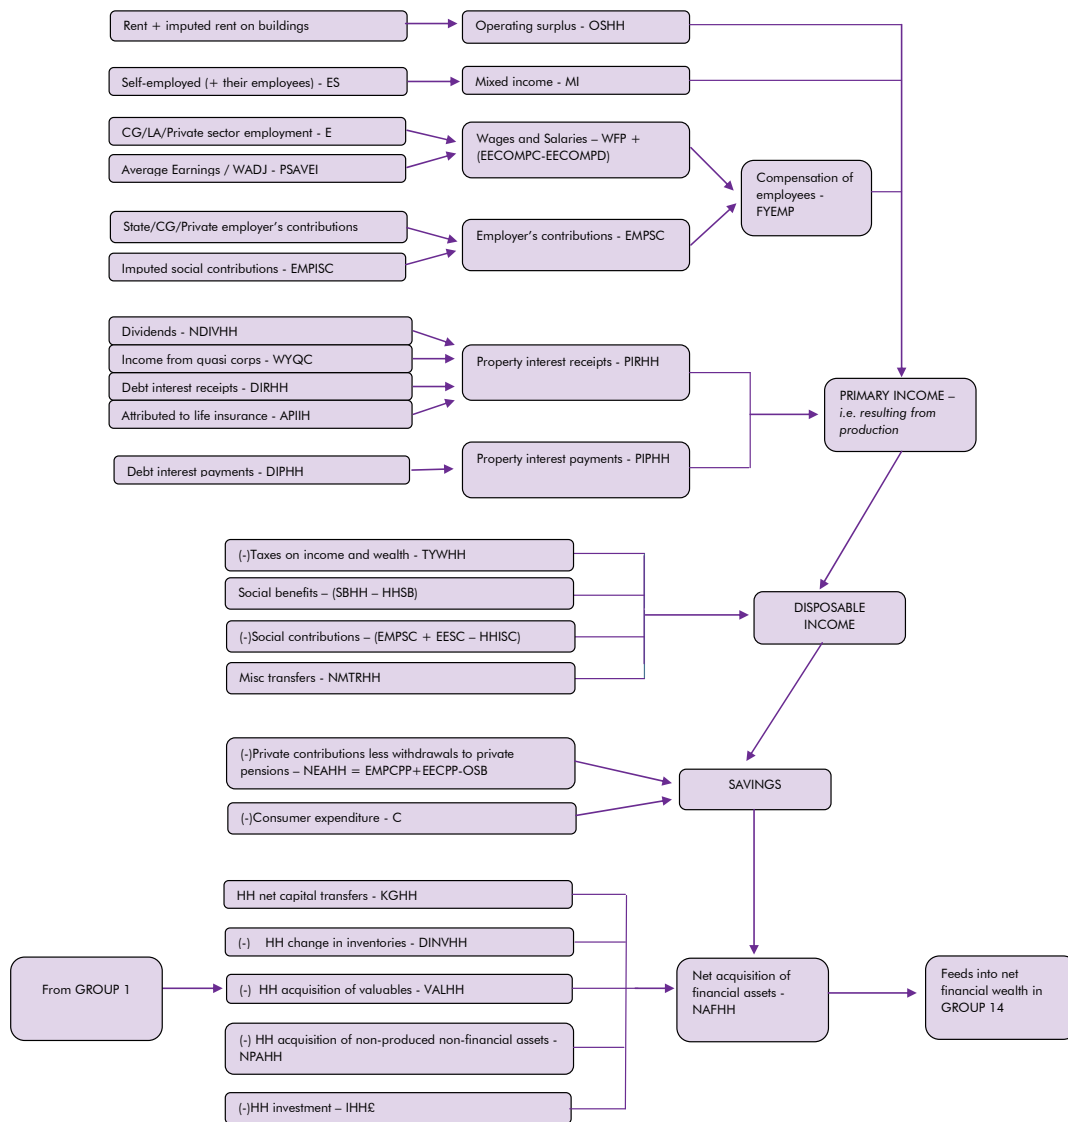 Rent + imputed rent on buildings
Operating surplus - OSHH
Self-employed (+ their employees) - ES
Mixed income - MI
CG/LA/Private sector employment - E
Average Earnings / WADJ - PSAVEI
Wages and Salaries – WFP +
(EECOMPC-EECOMPD)
Compensation of
employees -
FYEMP
State/CG/Private employer's contributions
Imputed social contributions - EMPISC
Employer's contributions - EMPSC
Dividends - NDIVHH
Income from quasi corps - WYQC
Debt interest receipts - DIRHH
Attributed to life insurance - APIIH
Property interest receipts - PIRHH
PRIMARY INCOME –
i.e. resulting from
production
Debt interest payments - DIPHH
Property interest payments - PIPHH
(-)Taxes on income and wealth - TYWHH
Social benefits – (SBHH – HHSB)
(-)Social contributions – (EMPSC + EESC – HHISC)
Misc transfers - NMTRHH
DISPOSABLE
INCOME
(-)Private contributions less withdrawals to private
pensions – NEAHH = EMPCPP+EECPP-OSB
(-)Consumer expenditure - C
SAVINGS
HH net capital transfers - KGHH
(-) HH change in inventories - DINVHH
From GROUP 1
(-) HH acquisition of valuables - VALHH
(-) HH acquisition of non-produced non-financial assets -
NPAHH
(-)HH investment – IHH£
Net acquisition of
financial assets -
NAFHH
Feeds into net
financial wealth in
GROUP 14